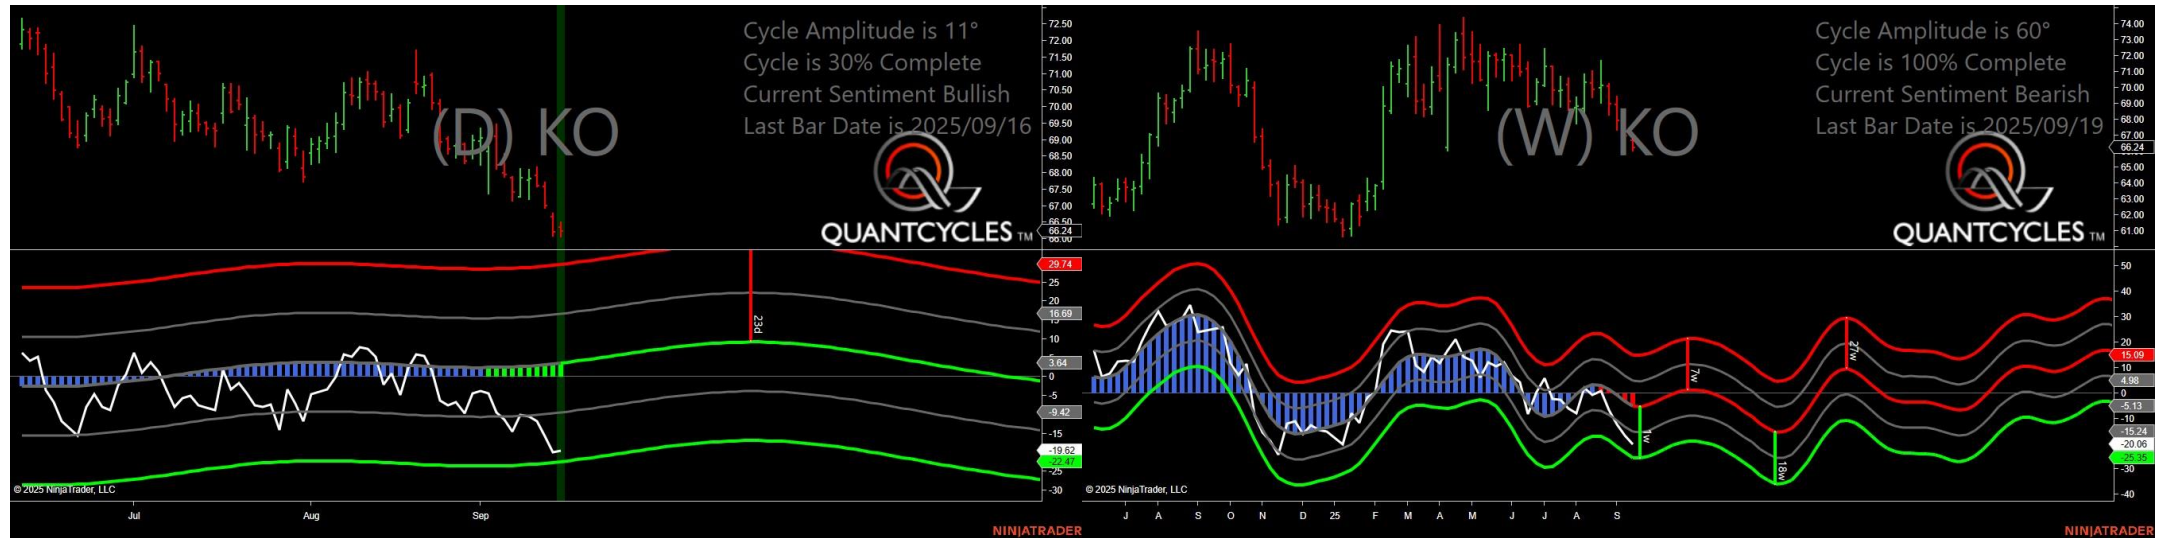 Cycle Amplitude is 11°
Cycle is 30% Complete
Current Sentiment Bullish
Last Bar Date is 2025/09/16
(D) KO
QUANTCYCLES TM
72.50
72.00
71.50
71.00
70.50
70.00
69.50
69.00
68.50
68.00
67.50
67.00
66.50
66.24
66.00
29.74
25
20
16.69
15
10
5
3.64
0
-5
-9.42
-15
-19.62
-22.47
-25
-30
23d
© 2025 NinjaTrader, LLC
Jul Aug Sep
NINJATRADER
Cycle Amplitude is 60°
Cycle is 100% Complete
Current Sentiment Bearish
Last Bar Date is 2025/09/19
(W) KO
QUANTCYCLES TM
74.00
73.00
72.00
71.00
70.00
69.00
68.00
67.00
66.24
65.00
64.00
63.00
62.00
61.00
50
40
30
20
15.09
10
4.98
0
-5.13
-10
-15.24
-20.06
-25.35
-30
-40
1w
7w
18w
27w
© 2025 NinjaTrader, LLC
J A S O N D 25 F M A M J J A S
NINJATRADER